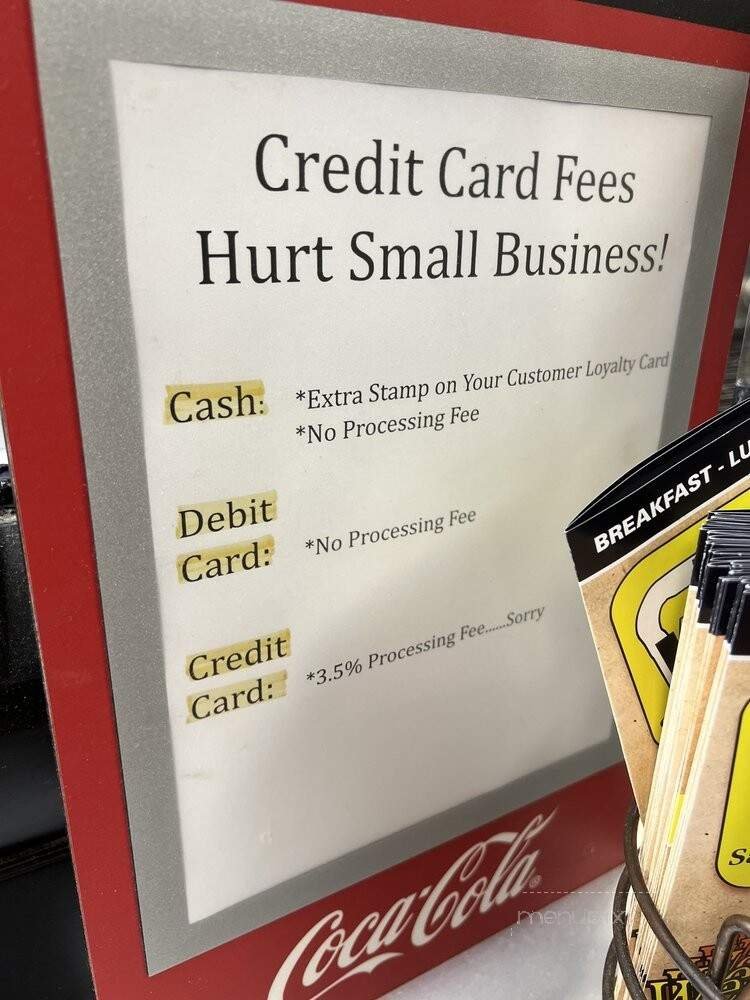 Credit Card Fees
Hurt Small Business!
Cash: *Extra Stamp on Your Customer Loyalty Card
*No Processing Fee
Debit
Card: *No Processing Fee
Credit
Card: *3.5% Processing Fee......Sorry
BREAKFAST - LU
Coca-Cola®